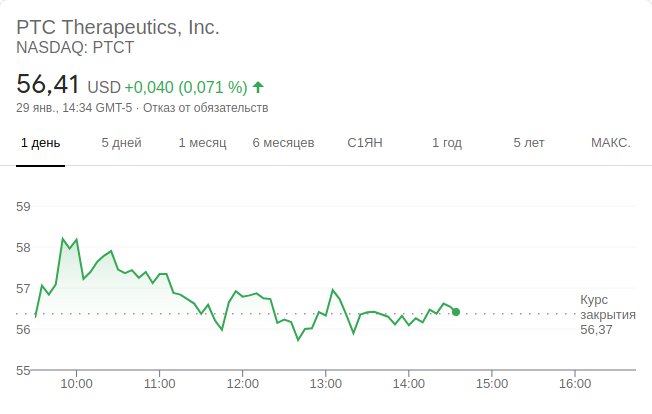 PTC Therapeutics, Inc.
NASDAQ: PTCT
56,41 USD +0,040 (0,071 %)
29 янв., 14:34 GMT-5 · Отказ от обязательств
1 день 5 дней 1 месяц 6 месяцев С1ЯН 1 год 5 лет МАКС.
59
58
57
56
55
Курс
закрытия
56,37
10:00 11:00 12:00 13:00 14:00 15:00 16:00